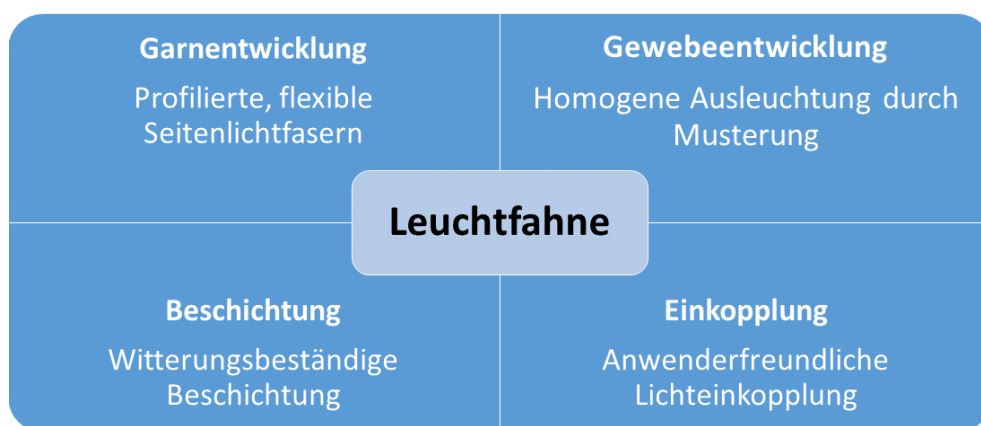 Garnentwicklung
Profilierte, flexible
Seitenlichtfasern
Gewebeentwicklung
Homogene Ausleuchtung durch
Musterung
Leuchtfahne
Beschichtung
Witterungsbeständige
Beschichtung
Einkopplung
Anwenderfreundliche
Lichteinkopplung